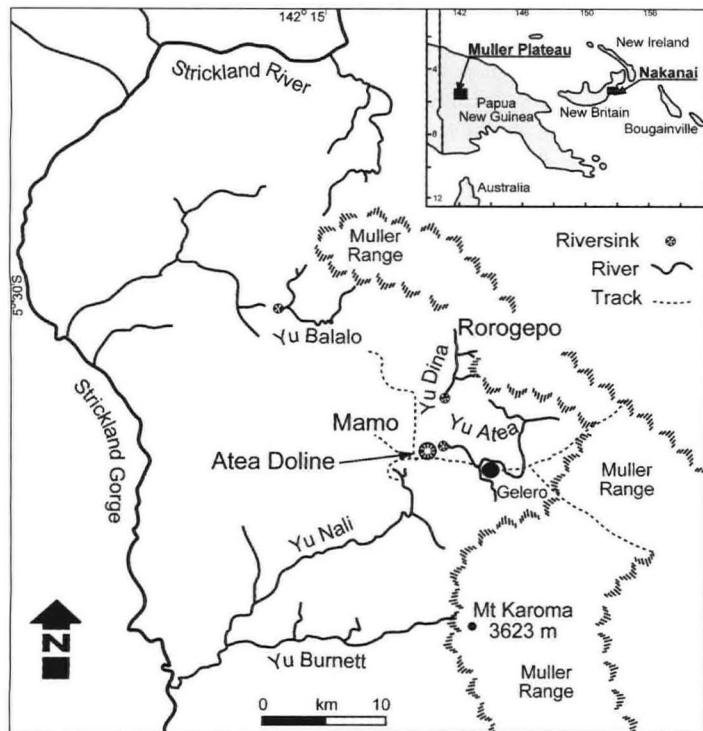 142° 15'
Strickland River
142
146
152
156
Muller Plateau
New Ireland
4
Nakanai
Papua
New Guinea
New Britain
Bougainville
8
12
Australia
Muller
Range
Riversink
River
Track
5° 30'S
Yu Balalo
Rorogepo
Yu Dina
Yu Atea
Mamo
Atea Doline
Gelero
Muller
Range
Strickland
Gorge
Yu Nali
Mt Karoma
3623 m
Yu Burnett
Muller
Range
N
0 km 10